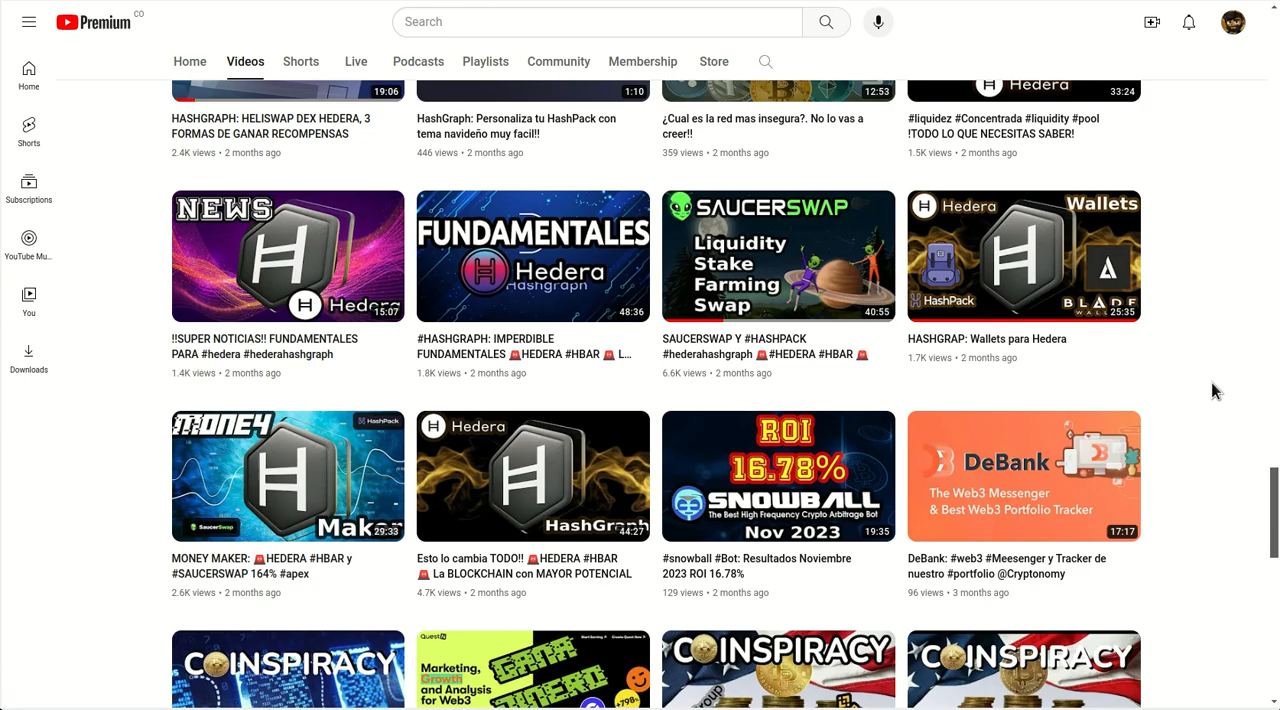 Premium CO
Search
Home Videos Shorts Live Podcasts Playlists Community Membership Store
Home
Shorts
Subscriptions
YouTube Mu...
You
Downloads
19:06
1:10
12:53
Hedera
33:24
HASHGRAPH: HELISWAP DEX HEDERA, 3
FORMAS DE GANAR RECOMPENSAS
2.4K views • 2 months ago
HashGraph: Personaliza tu HashPack con
tema navideño muy facil!!
446 views • 2 months ago
¿Cual es la red mas insegura?. No lo vas a
creer!!
359 views • 2 months ago
#liquidez #Concentrada #liquidity #pool
!TODO LO QUE NECESITAS SABER!
1.5K views • 2 months ago
NEWS
Hedera
15:07
!!SUPER NOTICIAS!! FUNDAMENTALES
PARA #hedera #hederahashgraph
1.4K views • 2 months ago
FUNDAMENTALES
Hedera
Hashgraph
48:36
#HASHGRAPH: IMPERDIBLE
FUNDAMENTALES 🚨HEDERA #HBAR 🚨 L...
1.8K views • 2 months ago
SAUCERSWAP
Liquidity
Stake
Farming
Swap
40:55
SAUCERSWAP Y #HASHPACK
#hederahashgraph 🚨#HEDERA #HBAR 🚨
6.6K views • 2 months ago
Hedera
Wallets
HashPack
BLADE
WALLET
25:35
HASHGRAP: Wallets para Hedera
1.7K views • 2 months ago
MONEY
HashPack
SaucerSwap
Maker
29:33
MONEY MAKER: 🚨HEDERA #HBAR y
#SAUCERSWAP 164% #apex
2.6K views • 2 months ago
Hedera
HashGraph
44:27
Esto lo cambia TODO!! 🚨HEDERA #HBAR
🚨 La BLOCKCHAIN con MAYOR POTENCIAL
4.7K views • 2 months ago
ROI
16.78%
SNOWBALL
The Best High Frequency Crypto Arbitrage Bot
Nov 2023
19:35
#snowball #Bot: Resultados Noviembre
2023 ROI 16.78%
129 views • 2 months ago
DeBank
The Web3 Messenger
& Best Web3 Portfolio Tracker
17:17
DeBank: #web3 #Meesenger y Tracker de
nuestro #portfolio @Cryptonomy
96 views • 3 months ago
COINSPIRACY
QuestN
Marketing,
Growth
and Analysis
for Web3
GANA
DINERO
+798%
COINSPIRACY
COINSPIRACY